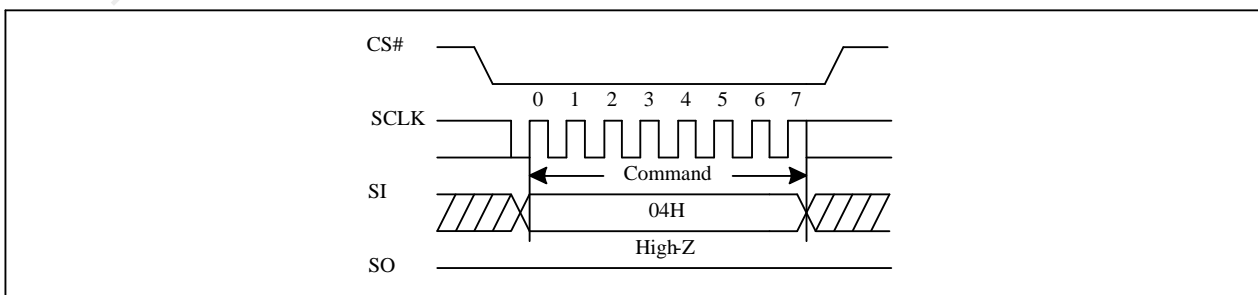 CS#
0 1 2 3 4 5 6 7
SCLK
Command
SI
04H
High-Z
SO